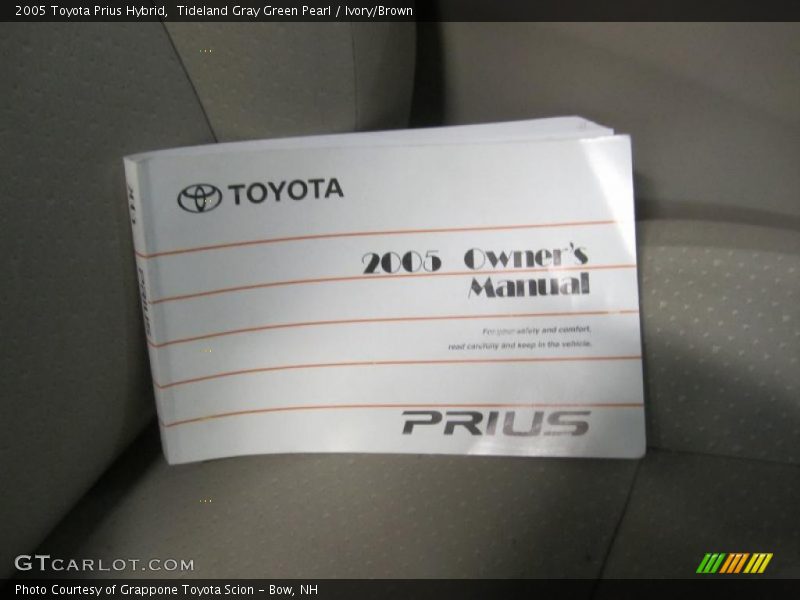 2005 Toyota Prius Hybrid,  Tideland Gray Green Pearl / Ivory/Brown
TOYOTA
2005 Owner's
Manual
For your safety and comfort,
read carefully and keep in the vehicle.
PRIUS
PRIUS
GTCARLOT.COM
Photo Courtesy of Grappone Toyota Scion - Bow, NH